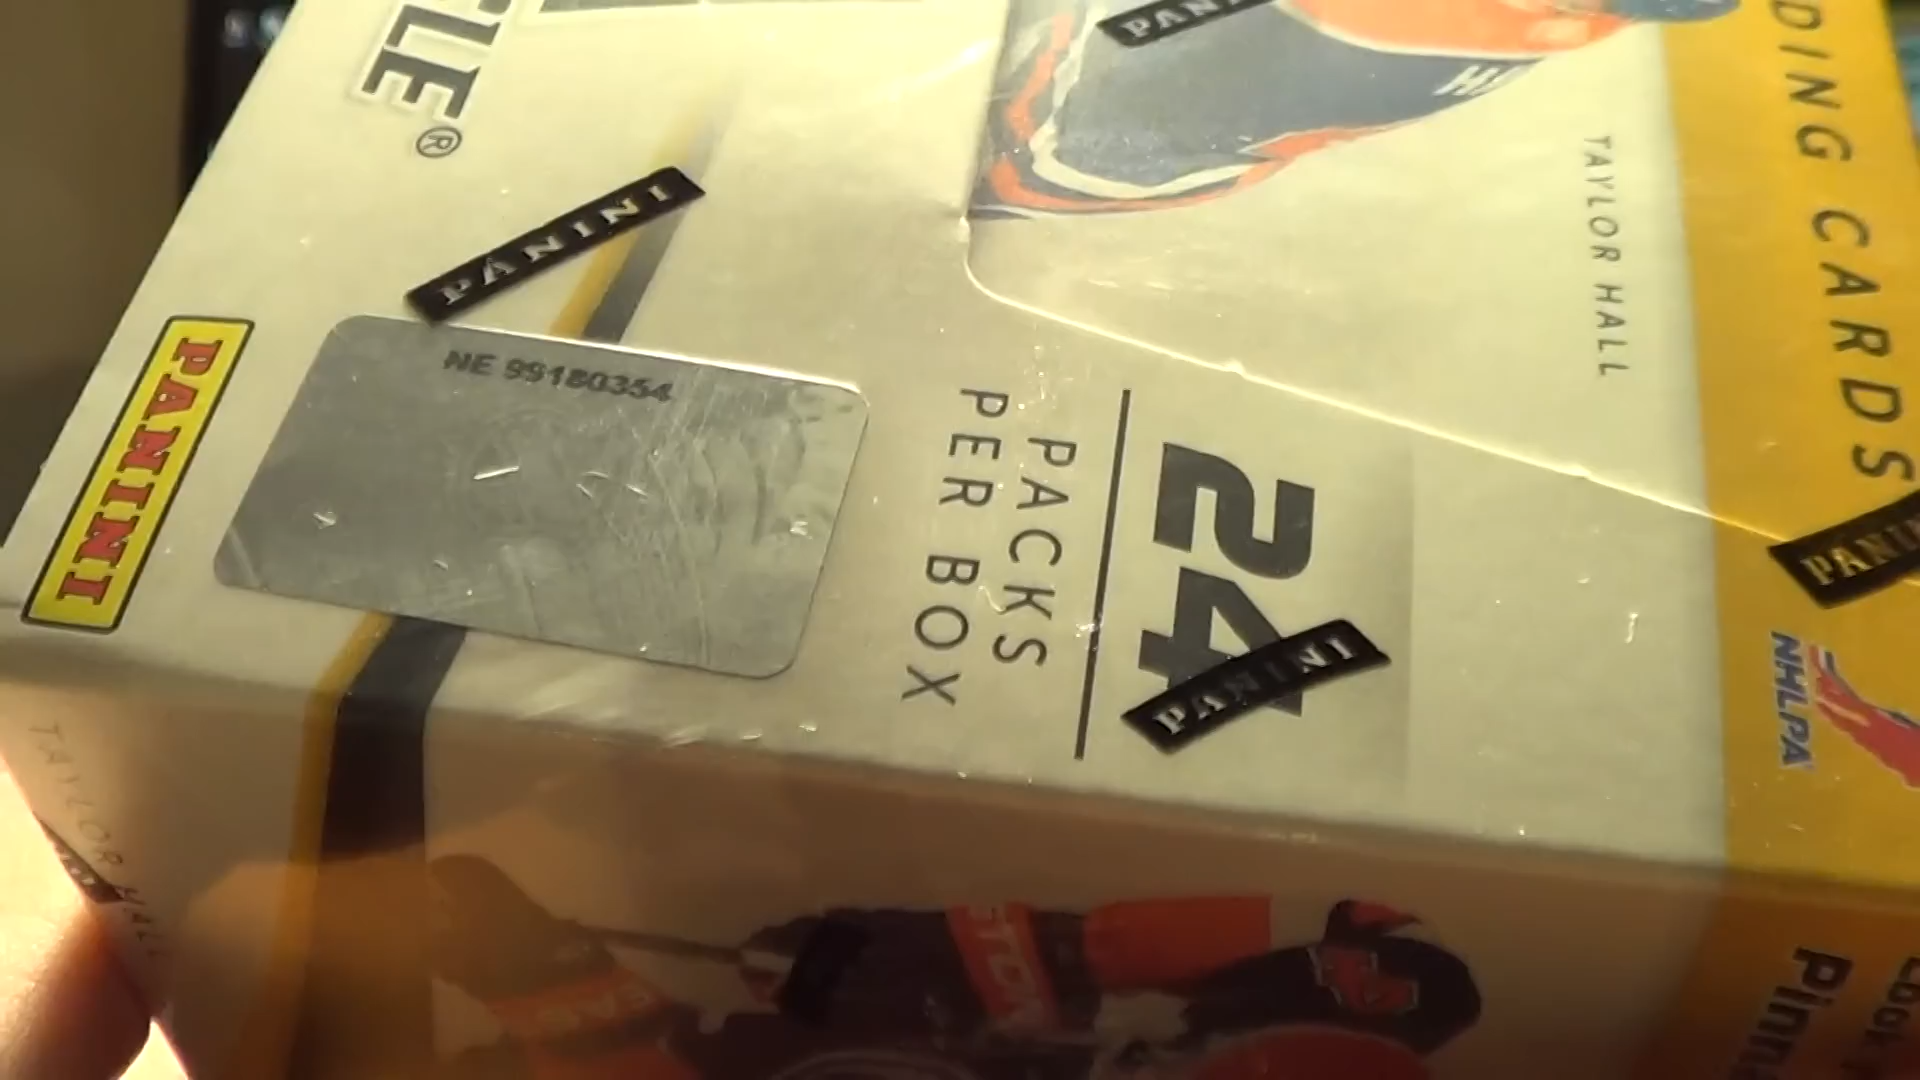 PANINI
PANINI
NE 99180354
PACKS
PER BOX
24
PANINI
TAYLOR HALL
DING CARDS
PANINI
NHLPA
TAYLOR HALL
®